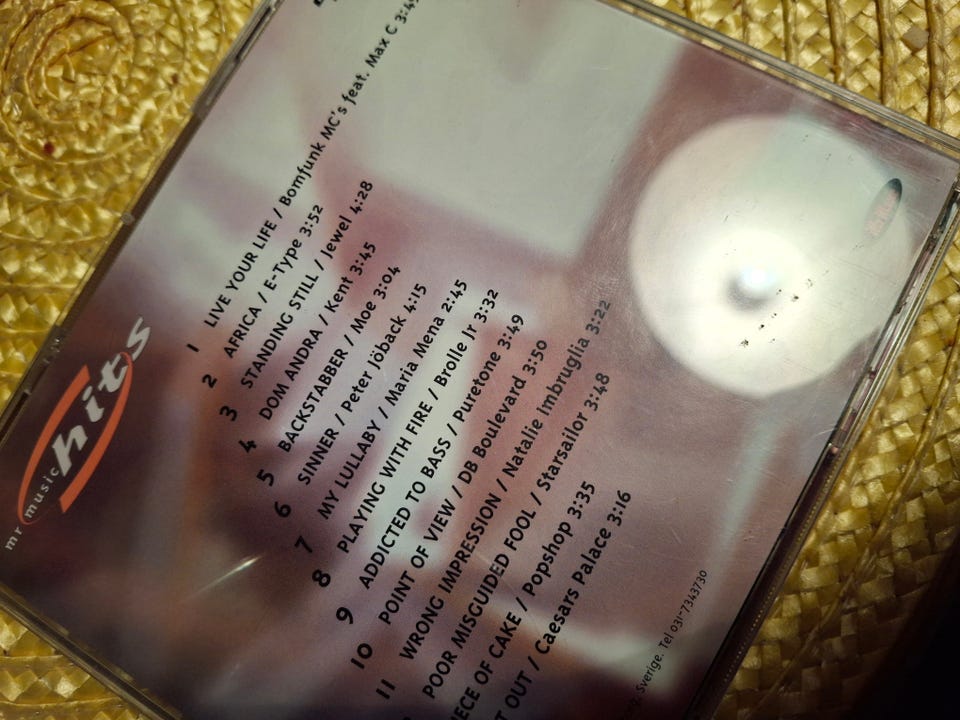 mr music hits
1 LIVE YOUR LIFE / Bomfunk MC's feat. Max C
2 AFRICA / E-Type 3:52
3 STANDING STILL / Jewel 4:28
4 DOM ANDRA / Kent 3:45
5 BACKSTABBER / Moe 3:04
6 SINNER / Peter Jöback 4:15
7 MY LULLABY / Maria Mena 2:45
8 PLAYING WITH FIRE / Brolle Jr 3:32
9 ADDICTED TO BASS / Puretone 3:49
10 POINT OF VIEW / DB Boulevard 3:50
11 WRONG IMPRESSION / Natalie Imbruglia 3:22
POOR MISGUIDED FOOL / Starsailor 3:48
IECE OF CAKE / Popshop 3:35
T OUT / Caesars Palace 3:16
Sverige. Tel 031-7343730